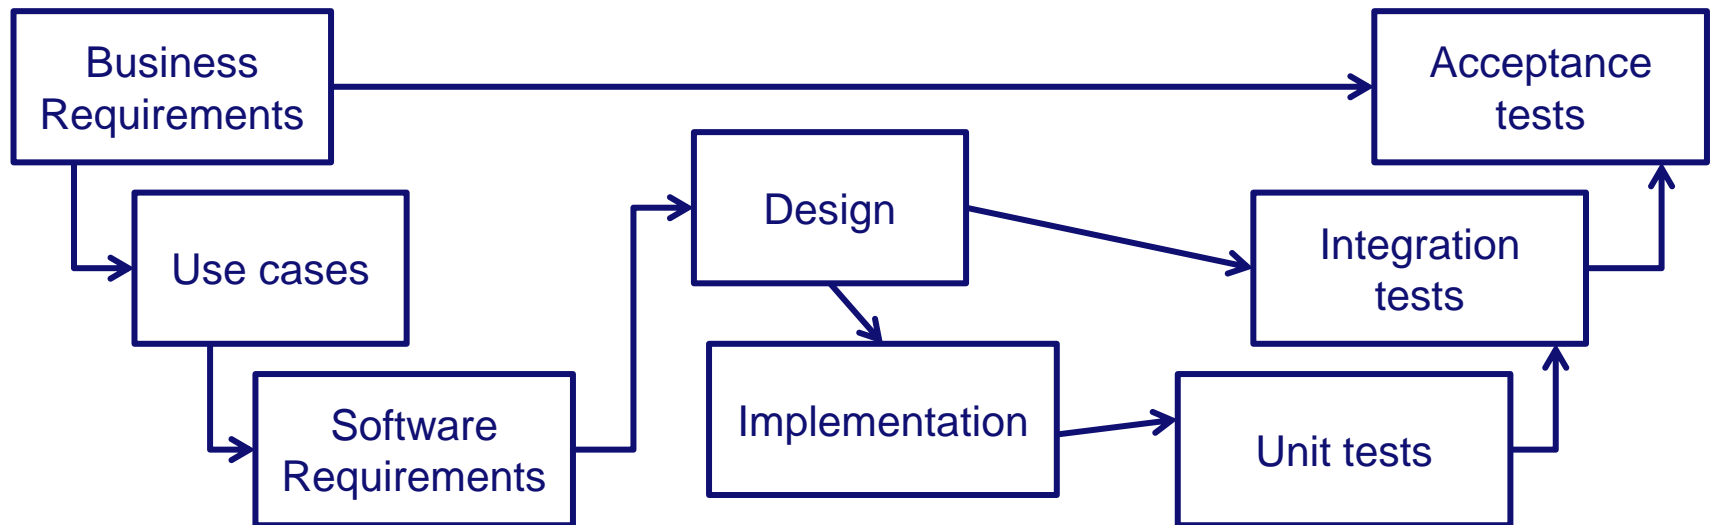 Business
Requirements
Use cases
Software
Requirements
Design
Implementation
Unit tests
Integration
tests
Acceptance
tests